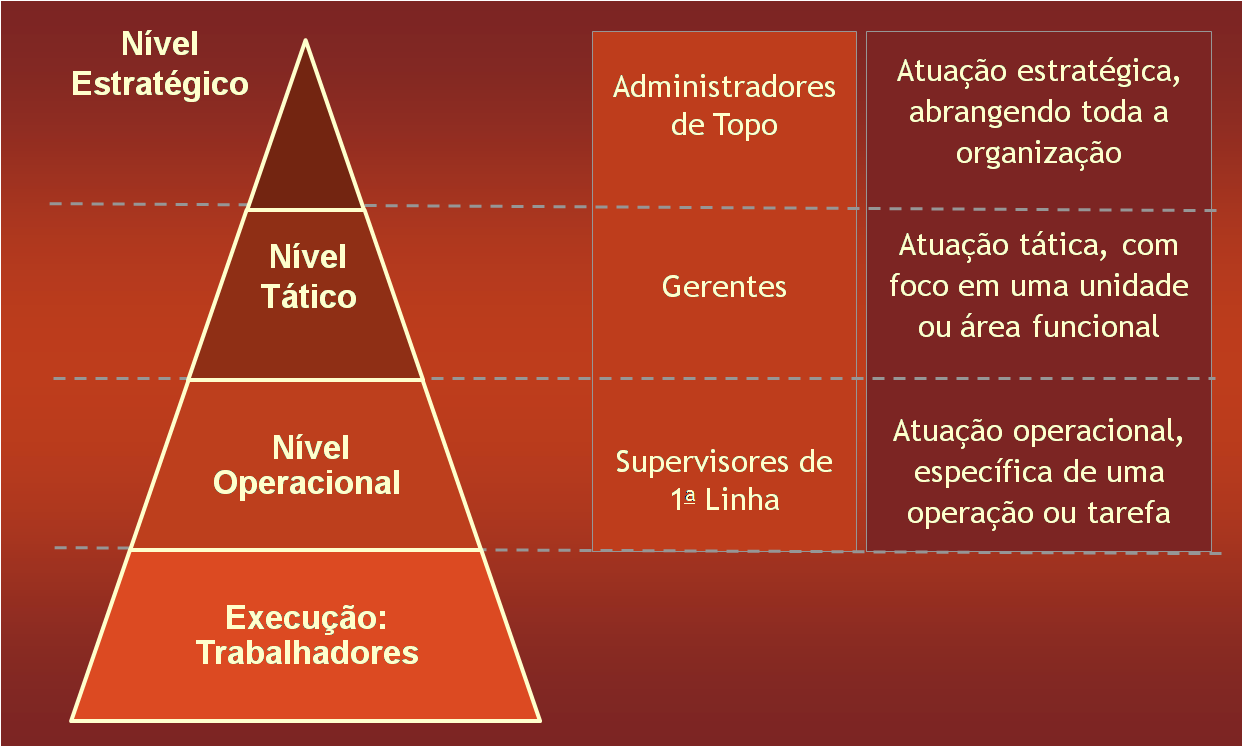 Nível
Estratégico
Administradores
de Topo
Atuação estratégica,
abrangendo toda a
organização
Nível
Tático
Gerentes
Atuação tática, com
foco em uma unidade
ou área funcional
Nível
Operacional
Supervisores de
1ª Linha
Atuação operacional,
específica de uma
operação ou tarefa
Execução:
Trabalhadores